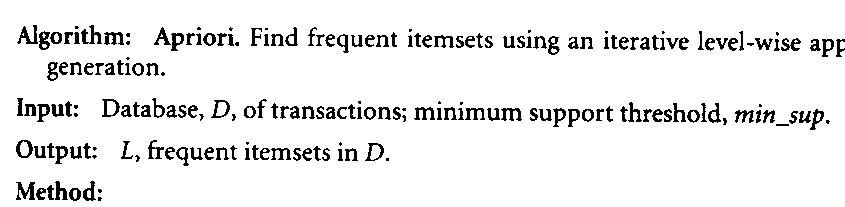 Algorithm: Apriori. Find frequent itemsets using an iterative level-wise app
generation.
Input: Database, D, of transactions; minimum support threshold, min_sup.
Output: L, frequent itemsets in D.
Method: